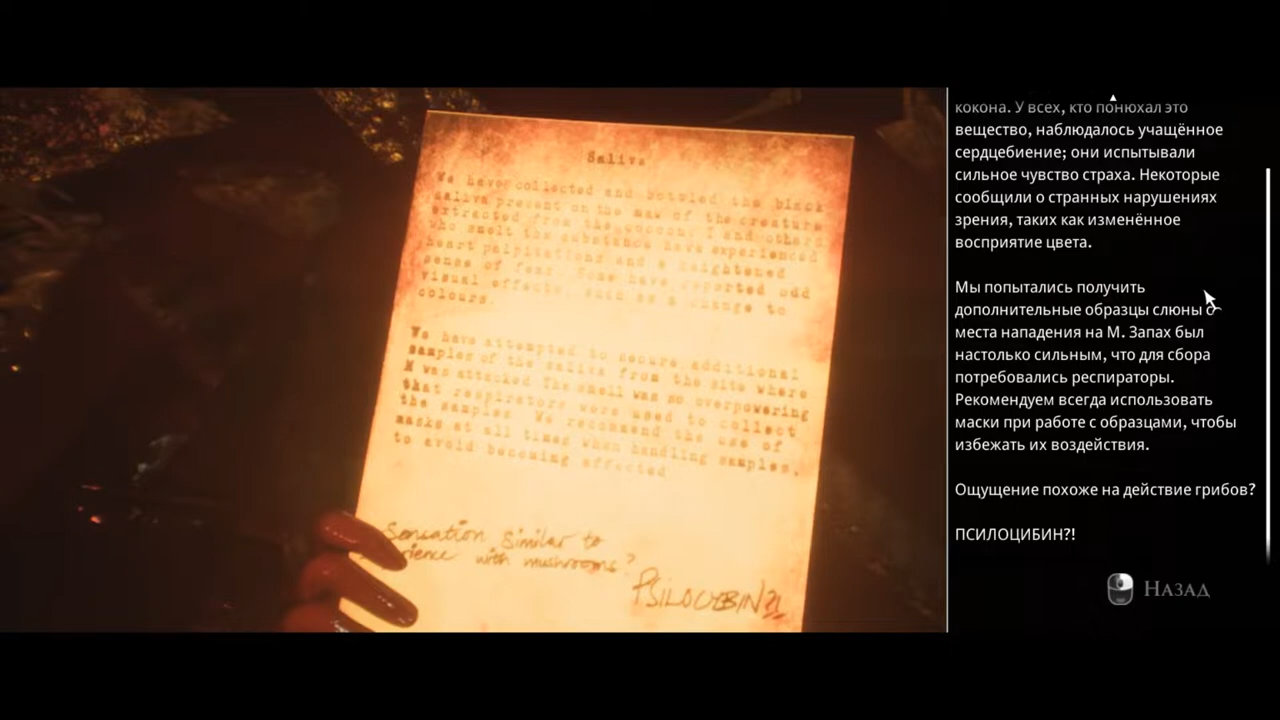 Saliva
We have collected and botoled the black
saliva present on the maw of the creature
extracted from the cocoon. I and others
who smelt the substance have experienced
heart palpitations and a heightened
sense of fear. Some have reported odd
visual effects, such as a change to
colours.
We have attempted to secure additional
samples of the saliva from the site where
M was attacked The smell was so overpowering
that respirators were used to collect
the samples. We recommend the use of
masks at all times when handling samples.
to avoid becoming affected
Sensation Similar to
with mushrooms?
PSILOCYBIN?!
кокона. У всех, кто понюхал это
вещество, наблюдалось учащённое
сердцебиение; они испытывали
сильное чувство страха. Некоторые
сообщили о странных нарушениях
зрения, таких как изменённое
восприятие цвета.
Мы попытались получить
дополнительные образцы слюны с
места нападения на М. Запах был
настолько сильным, что для сбора
потребовались респираторы.
Рекомендуем всегда использовать
маски при работе с образцами, чтобы
избежать их воздействия.
Ощущение похоже на действие грибов?
ПСИЛОЦИБИН?!
Назад